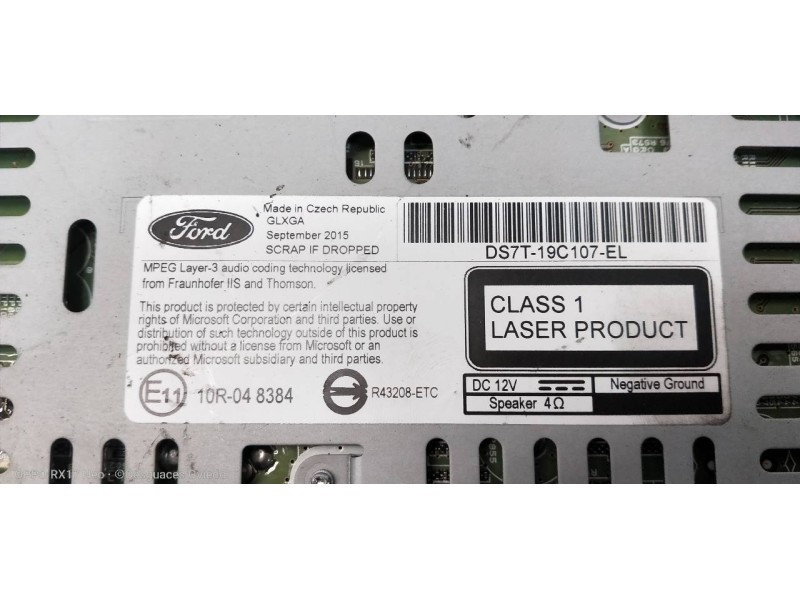 Ford
Made in Czech Republic
GLXGA
September 2015
SCRAP IF DROPPED
DS7T-19C107-EL
MPEG Layer-3 audio coding technology licensed
from Fraunhofer IIS and Thomson.
This product is protected by certain intellectual property
rights of Microsoft Corporation and third parties. Use or
distribution of such technology outside of this product is
prohibited without a license from Microsoft or an
authorized Microsoft subsidiary and third parties.
CLASS 1
LASER PRODUCT
E11 10R-04 8384
R43208-ETC
DC 12V
Negative Ground
Speaker 4Ω